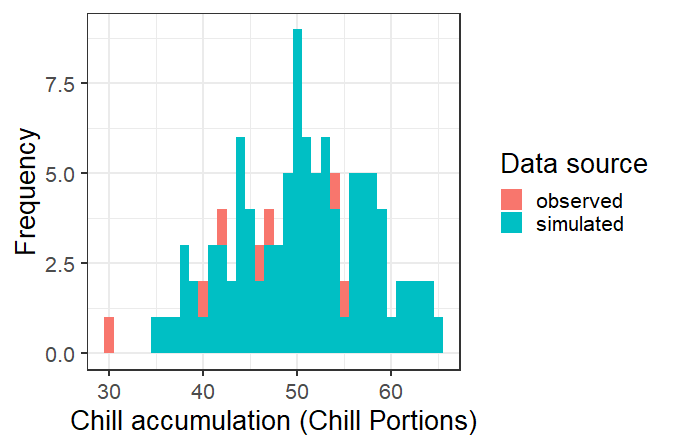 Frequency
7.5
5.0
2.5
0.0
30 40 50 60
Chill accumulation (Chill Portions)
Data source
observed
simulated